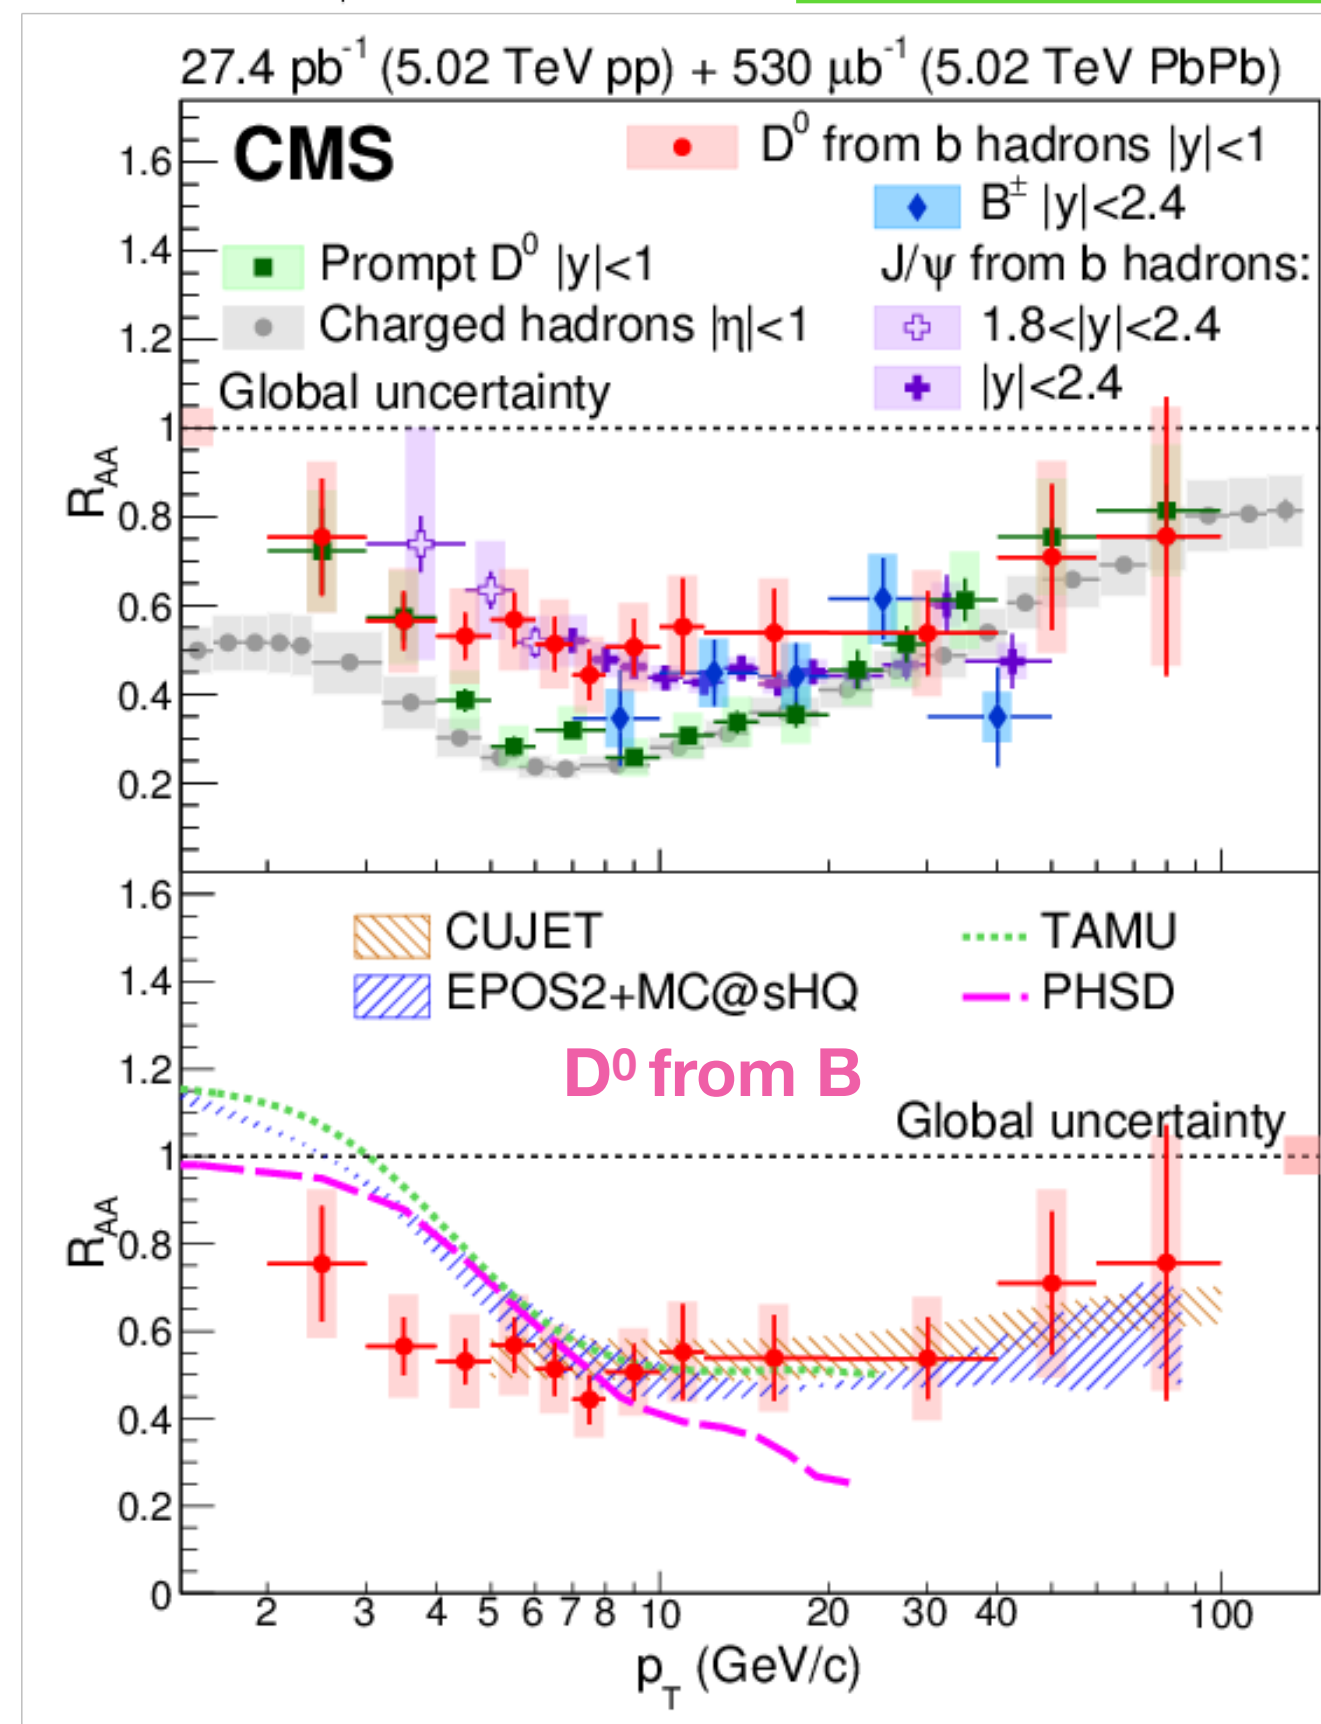 27.4 pb⁻¹ (5.02 TeV pp) + 530 μb⁻¹ (5.02 TeV PbPb)
CMS
D⁰ from b hadrons |y|<1
B± |y|<2.4
Prompt D⁰ |y|<1
J/ψ from b hadrons:
Charged hadrons |η|<1
1.8<|y|<2.4
Global uncertainty
|y|<2.4
R_AA
1.6
1.4
1.2
1
0.8
0.6
0.4
0.2
CUJET
TAMU
EPOS2+MC@sHQ
PHSD
D⁰ from B
Global uncertainty
R_AA
1.6
1.4
1.2
1
0.8
0.6
0.4
0.2
0
2 3 4 5 6 7 8 10 20 30 40 100
p_T (GeV/c)